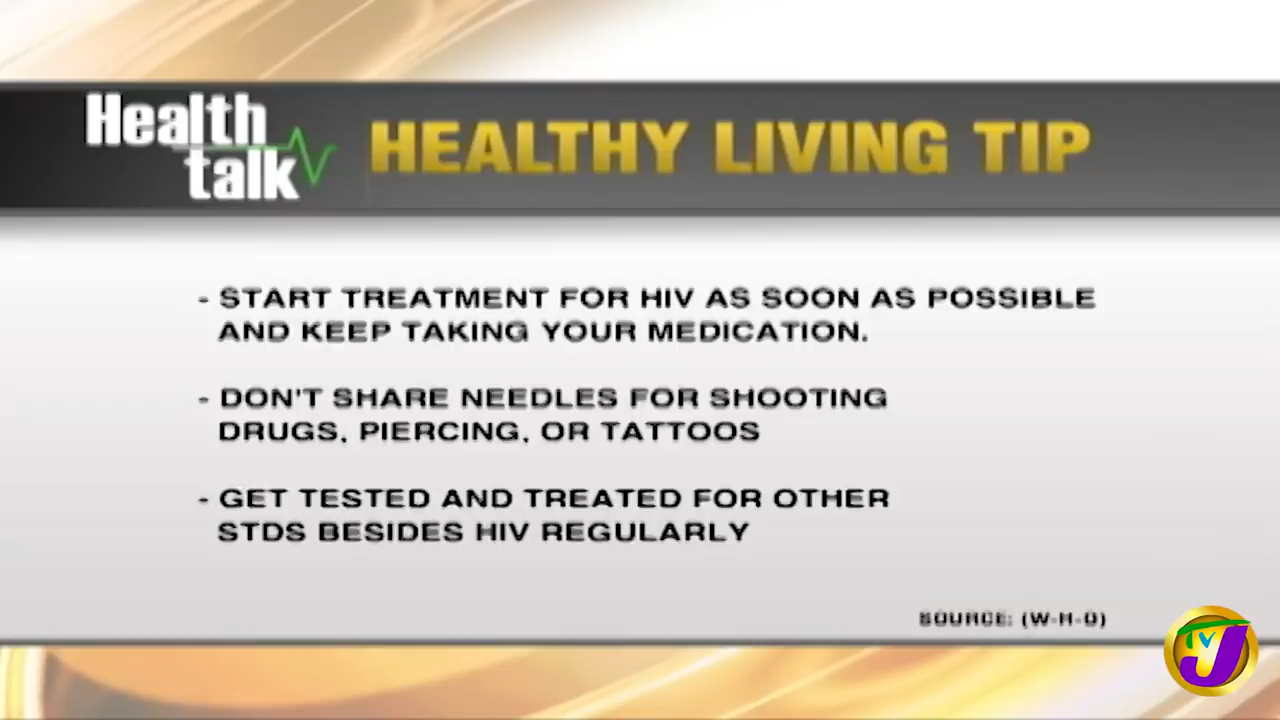 Health
talk
HEALTHY LIVING TIP
- START TREATMENT FOR HIV AS SOON AS POSSIBLE
AND KEEP TAKING YOUR MEDICATION.
- DON'T SHARE NEEDLES FOR SHOOTING
DRUGS, PIERCING, OR TATTOOS
- GET TESTED AND TREATED FOR OTHER
STDS BESIDES HIV REGULARLY
SOURCE: (W-H-O)
TVJ